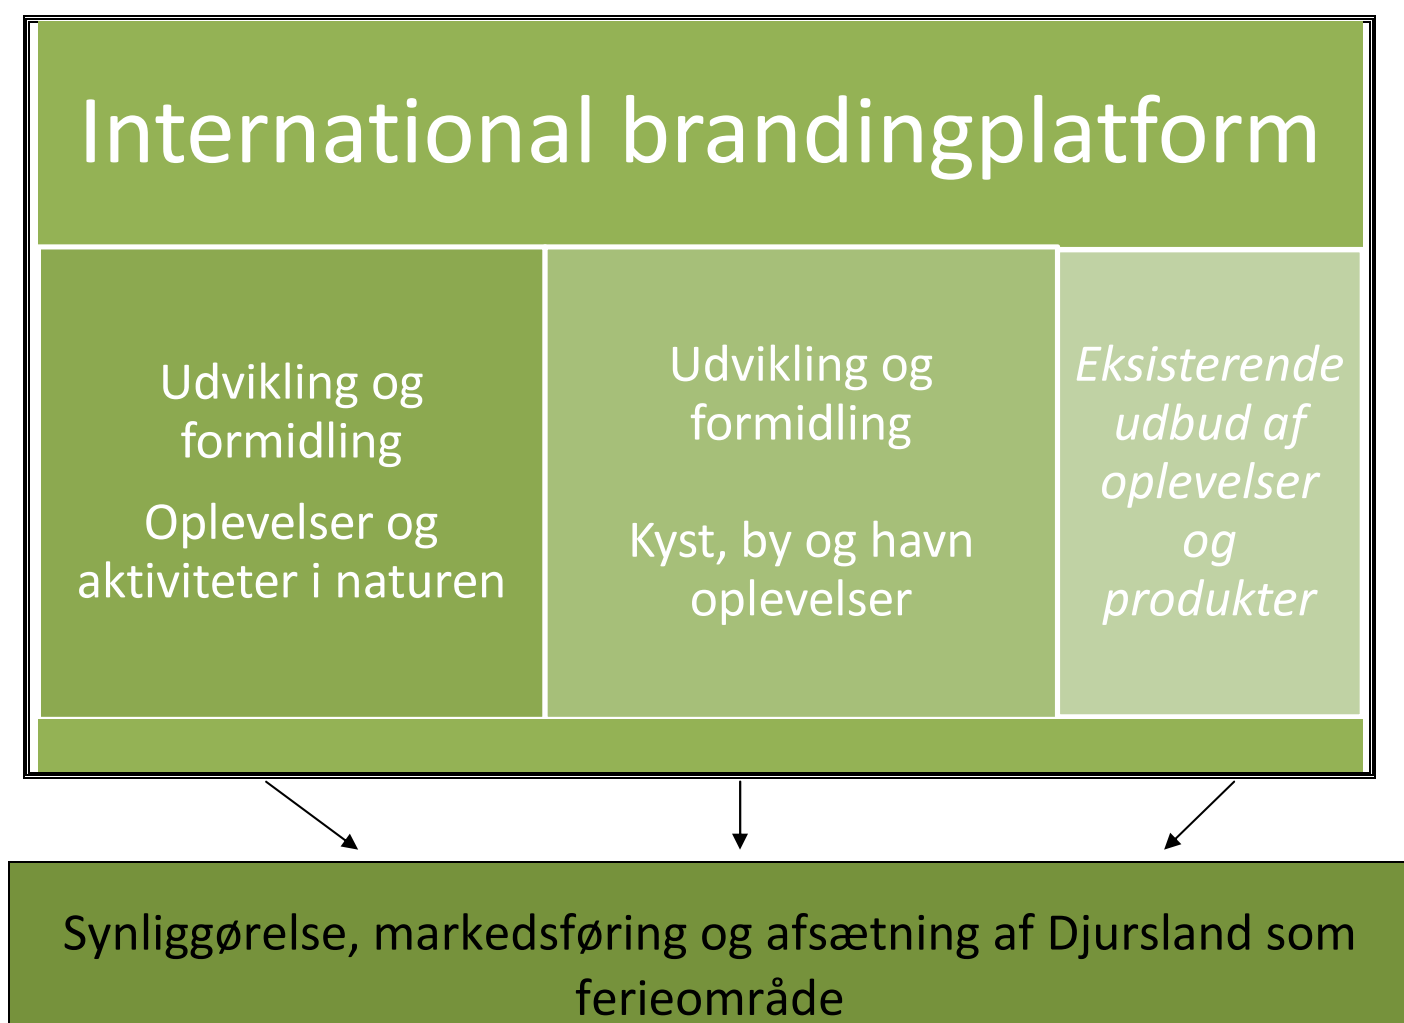 International brandingplatform
Udvikling og
formidling
Oplevelser og
aktiviteter i naturen
Udvikling og
formidling
Kyst, by og havn
oplevelser
Eksisterende
udbud af
oplevelser
og
produkter
Synliggørelse, markedsføring og afsætning af Djursland som
ferieområde